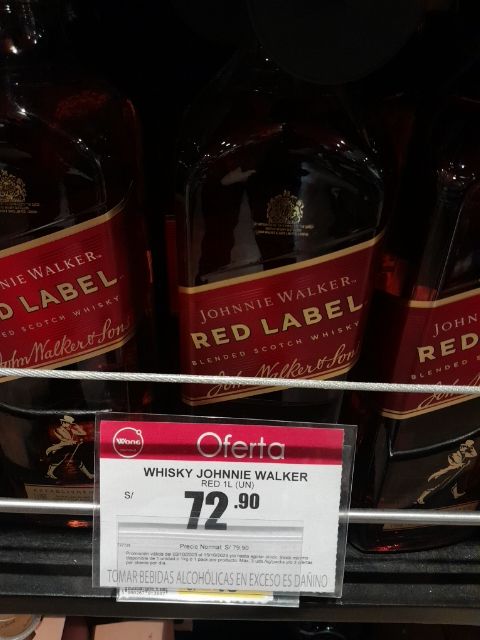 NNIE WALKER
D LABEL
ED SCOTCH WHISKY
John Walker & Sons
JOHNNIE WALKER
RED LABEL
BLENDED SCOTCH WHISKY
John Walker & Sons
JOHN
RED
BLENDED
Wong
Oferta
WHISKY JOHNNIE WALKER
RED 1L (UN)
S/ 72.90
Precio Normal S/ 79.90
TOMAR BEBIDAS ALCOHÓLICAS EN EXCESO ES DAÑINO